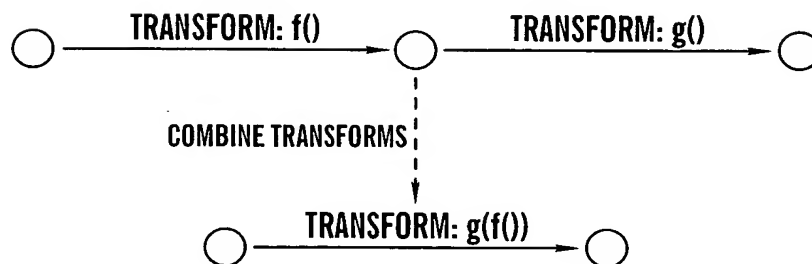 TRANSFORM: f()
TRANSFORM: g()
COMBINE TRANSFORMS
TRANSFORM: g(f())